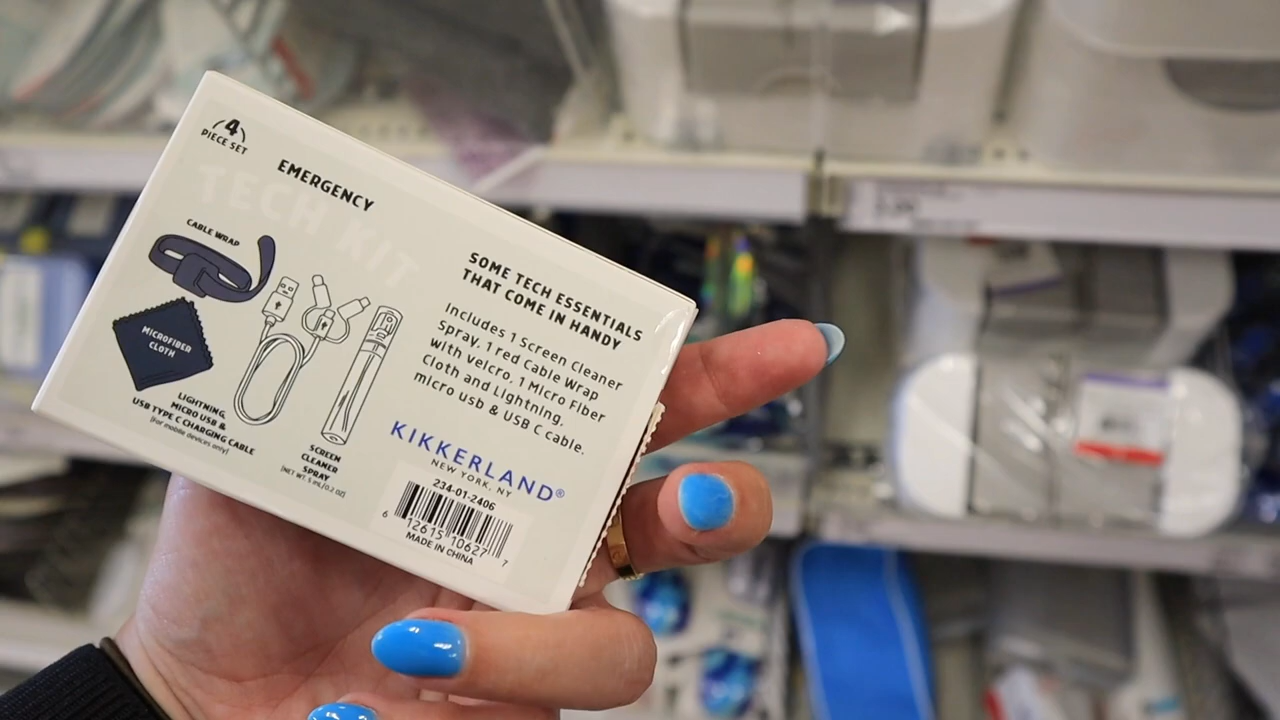 4
PIECE SET
EMERGENCY
TECH KIT
CABLE WRAP
MICROFIBER
CLOTH
LIGHTNING,
MICRO USB &
USB TYPE C CHARGING CABLE
(For mobile devices only)
SCREEN
CLEANER
SPRAY
(NET WT. 5 mL/0.2 OZ)
SOME TECH ESSENTIALS
THAT COME IN HANDY
Includes 1 Screen Cleaner
Spray, 1 red Cable Wrap
with velcro, 1 Micro Fiber
Cloth and Lightning,
micro usb & USB C cable.
KIKKERLAND®
NEW YORK, NY
234-01-2406
6 12615 10627 7
MADE IN CHINA